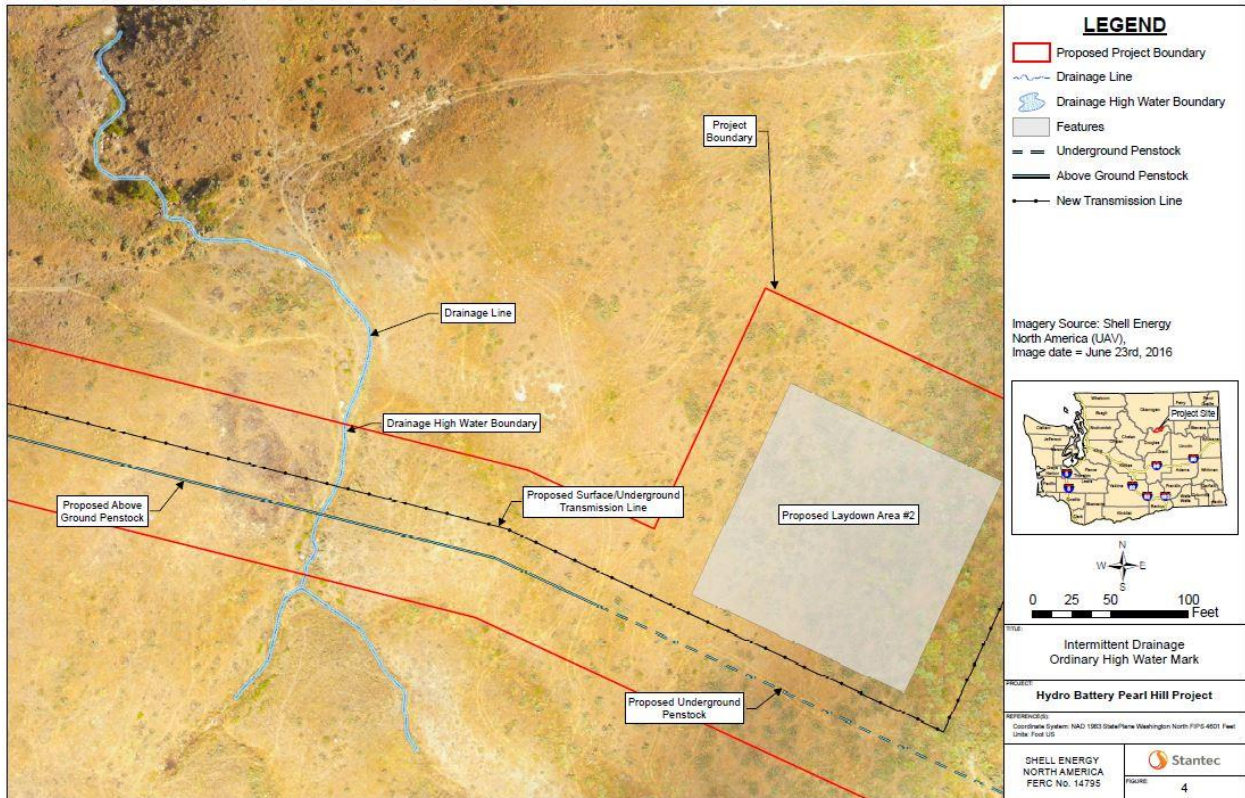 Project
Boundary
Drainage Line
Drainage High Water Boundary
Proposed Above
Ground Penstock
Proposed Surface/Underground
Transmission Line
Proposed Laydown Area #2
Proposed Underground
Penstock
LEGEND
Proposed Project Boundary
Drainage Line
Drainage High Water Boundary
Features
Underground Penstock
Above Ground Penstock
New Transmission Line
Imagery Source: Shell Energy
North America (UAV),
Image date = June 23rd, 2016
Project Site
N
W E
S
0 25 50 100
Feet
TITLE:
Intermittent Drainage
Ordinary High Water Mark
PROJECT:
Hydro Battery Pearl Hill Project
REFERENCE(S):
Coordinate System: NAD 1983 StatePlane Washington North FIPS 4601 Feet
Units: Foot US
SHELL ENERGY
NORTH AMERICA
FERC No. 14795
Stantec
FIGURE:
4